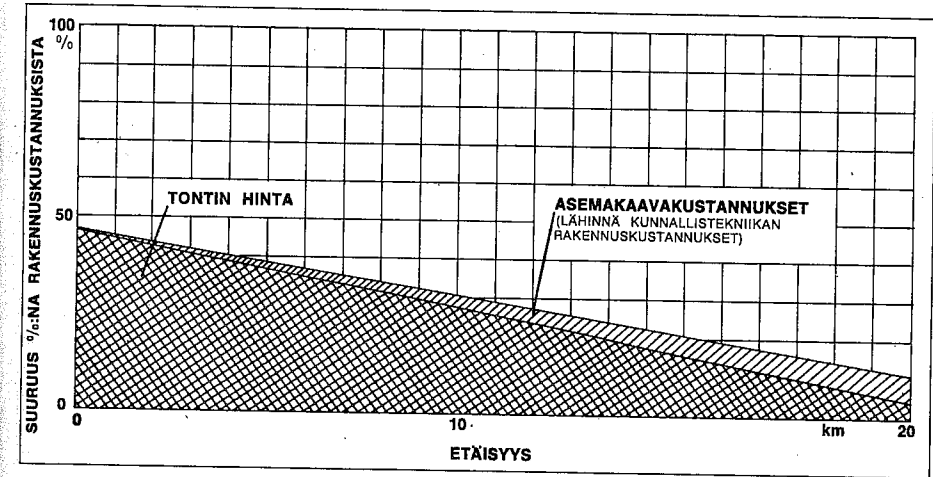 100
%
SUURUUS %:NA RAKENNUSKUSTANNUKSISTA
TONTIN HINTA
ASEMAKAAVAKUSTANNUKSET
(LÄHINNÄ KUNNALLISTEKNIIKAN
RAKENNUSKUSTANNUKSET)
50
0
0 10 km 20
ETÄISYYS